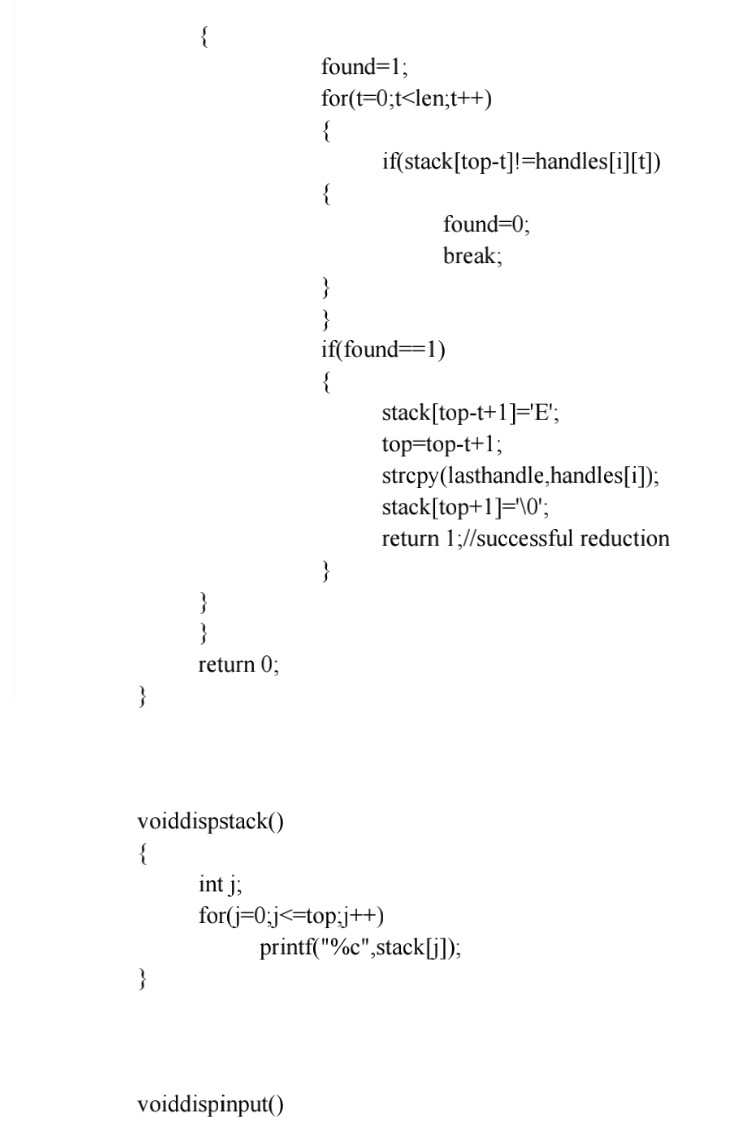 {
found=1;
for(t=0;t<len;t++)
{
if(stack[top-t]!=handles[i][t])
{
found=0;
break;
}
}
if(found==1)
{
stack[top-t+1]='E';
top=top-t+1;
strcpy(lasthandle,handles[i]);
stack[top+1]='\0';
return 1;//successful reduction
}
}
}
return 0;
}
voiddispstack()
{
int j;
for(j=0;j<=top;j++)
printf("%c",stack[j]);
}
voiddispinput()